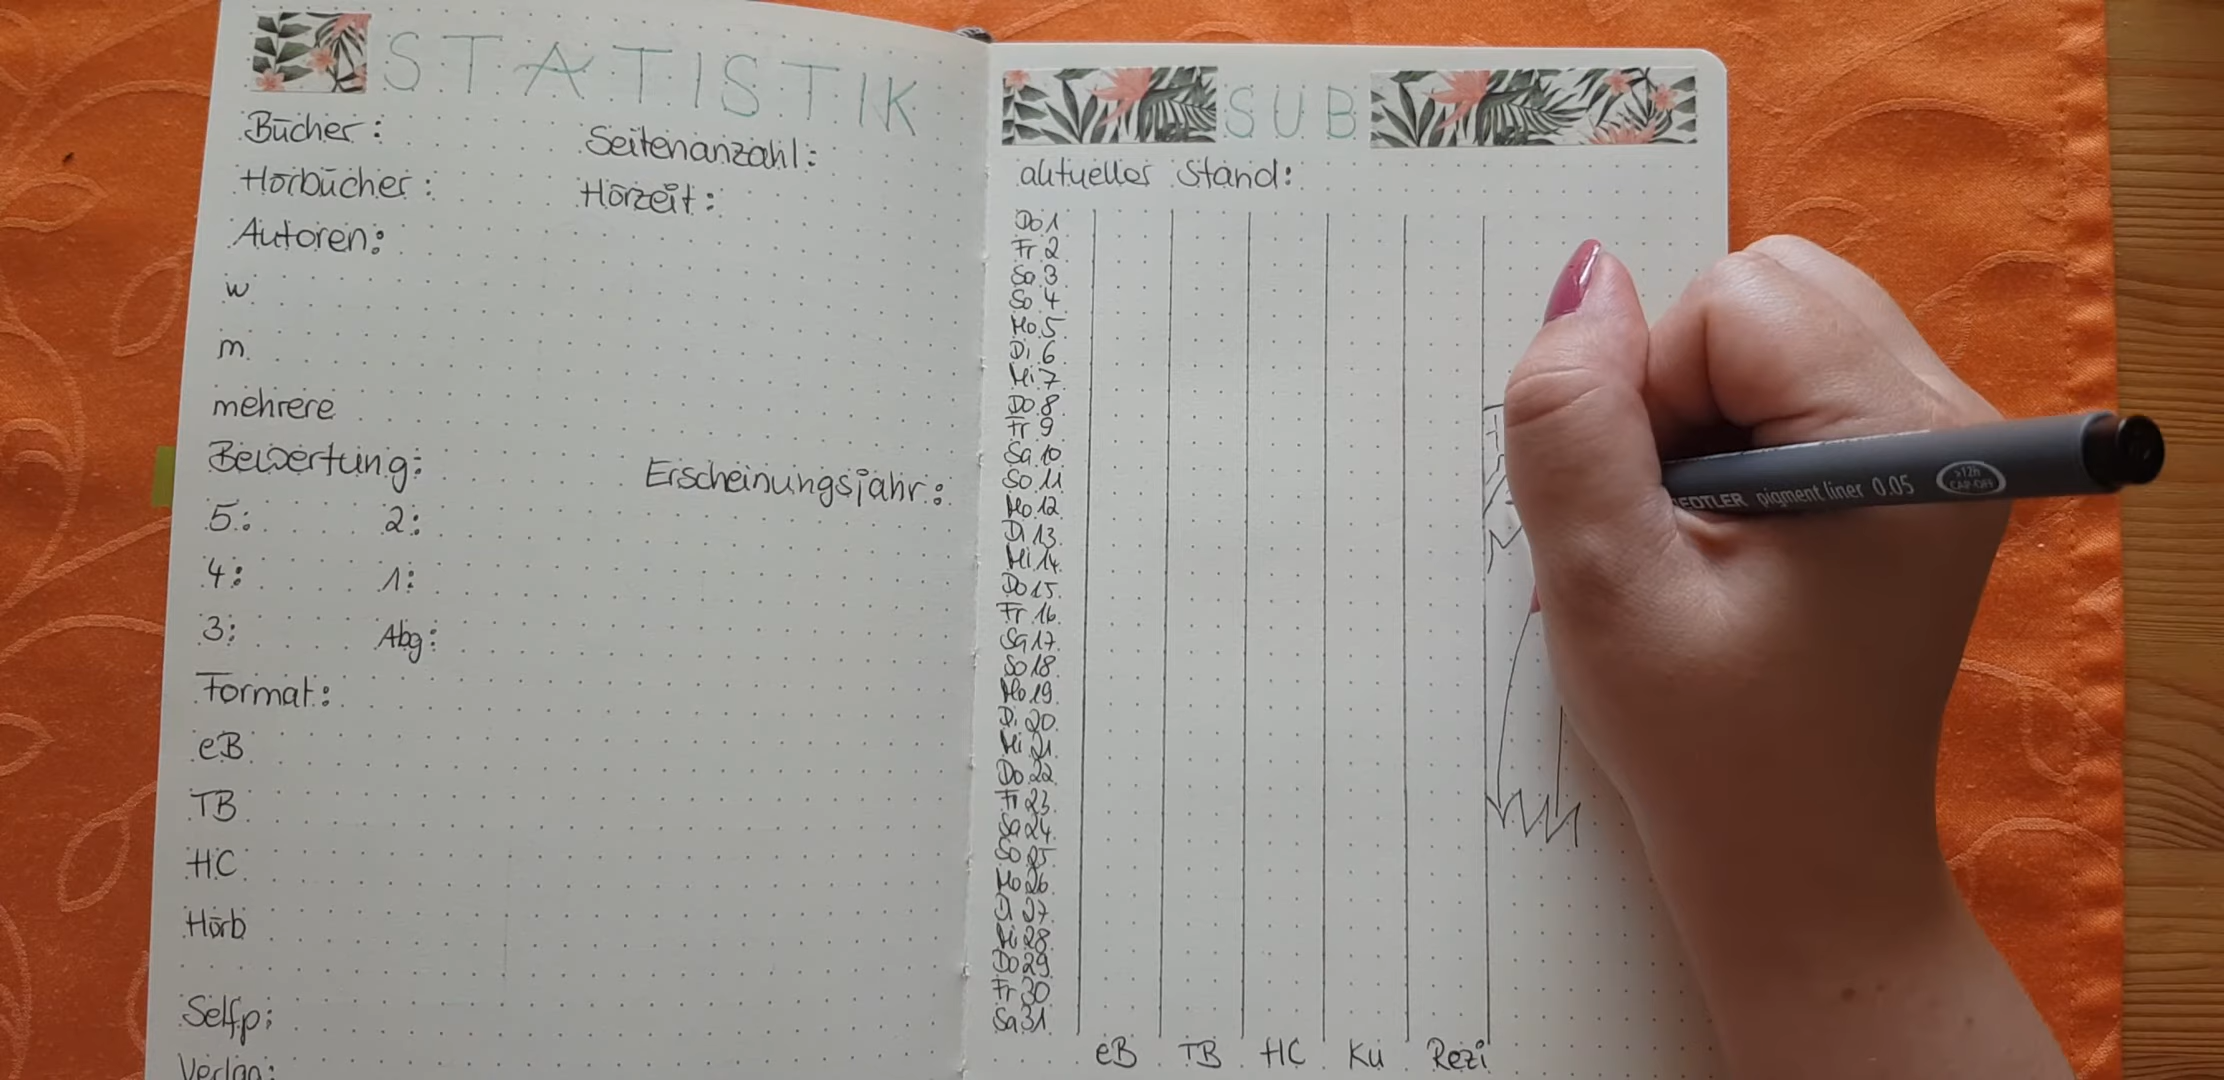 STATISTIK
Bücher:
Seitenanzahl:
Hörbücher:
Hörzeit:
Autoren:
w
m
mehrere
Bewertung:
Erscheinungsjahr:
5: 2:
4: 1:
3: Abg:
Format:
eB
TB
HC
Hörb
Selfp:
Verlag:
SUB
aktueller Stand:
Do 1
Fr 2
Sa 3
So 4
Mo 5
Di 6
Mi 7
Do 8
Fr 9
Sa 10
So 11
Mo 12
Di 13
Mi 14
Do 15
Fr 16
Sa 17
So 18
Mo 19
Di 20
Mi 21
Do 22
Fr 23
Sa 24
So 25
Mo 26
Di 27
Mi 28
Do 29
Fr 30
Sa 31
eB TB HC Ku Rezi
EDTLER pigment liner 0.05
>12h
CAP-OFF